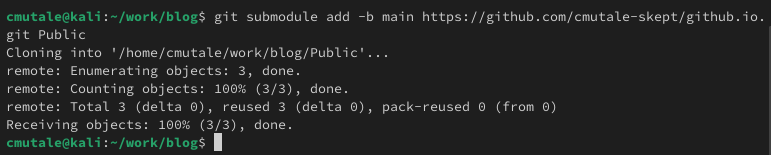 cmutale@kali:~/work/blog$ git submodule add -b main https://github.com/cmutale-skept/github.io.
git Public
Cloning into '/home/cmutale/work/blog/Public'...
remote: Enumerating objects: 3, done.
remote: Counting objects: 100% (3/3), done.
remote: Total 3 (delta 0), reused 3 (delta 0), pack-reused 0 (from 0)
Receiving objects: 100% (3/3), done.
cmutale@kali:~/work/blog$